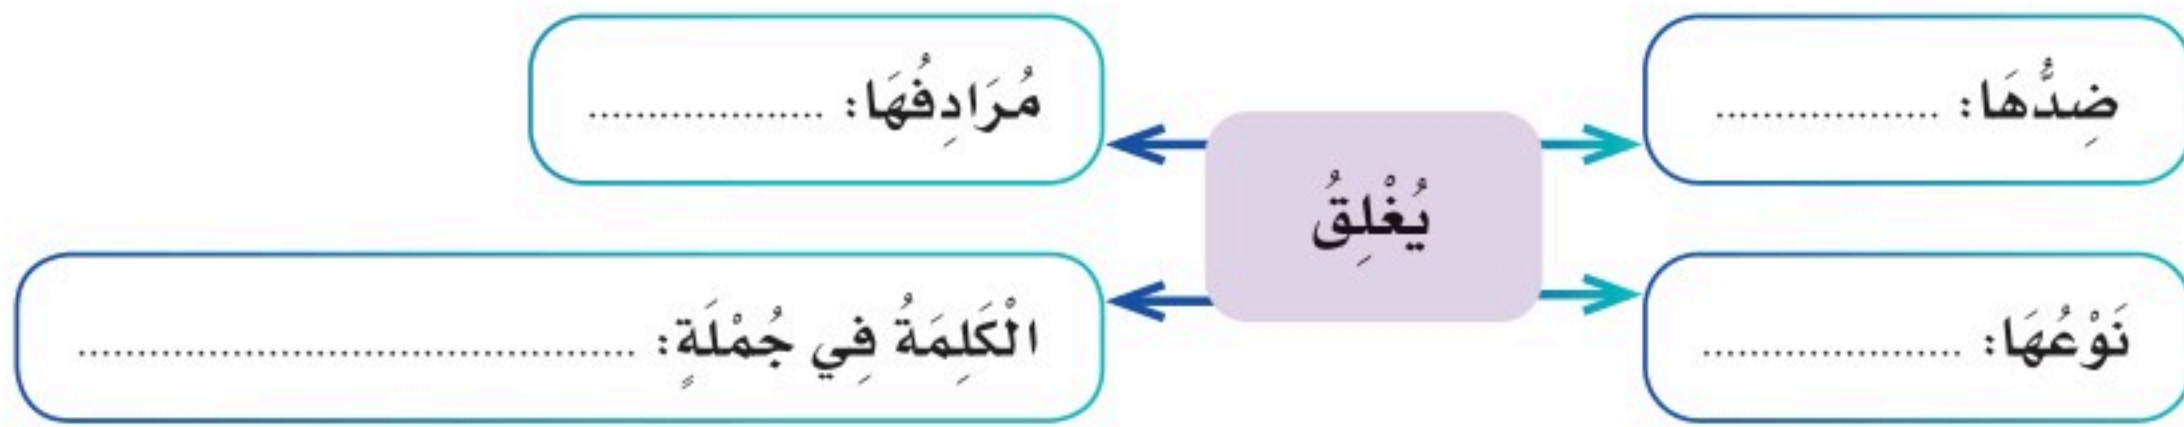 ضِدُّهَا: ..................
مُرَادِفُهَا: ...................
يُغْلِقُ
نَوْعُهَا: .....................
الْكَلِمَةُ فِي جُمْلَةٍ: ..............................................